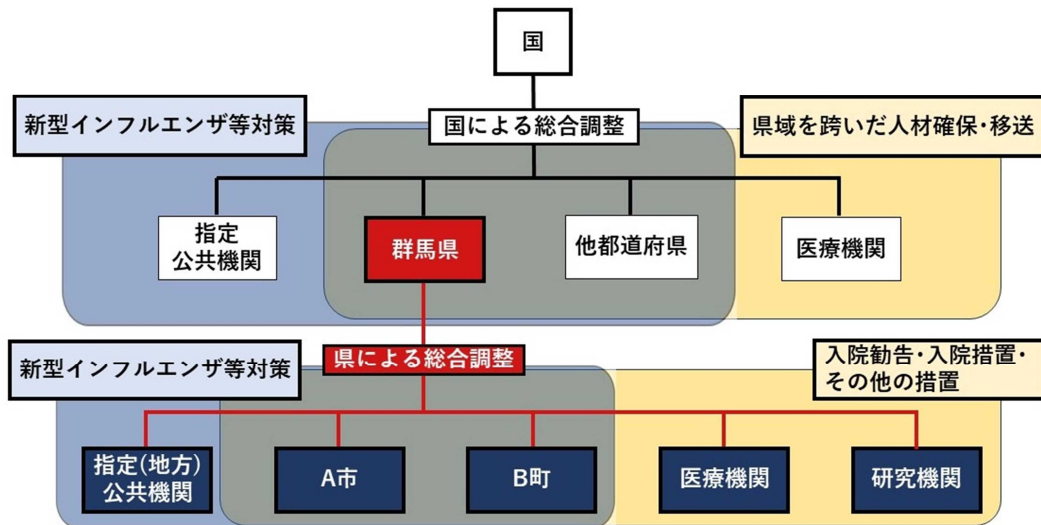 国
新型インフルエンザ等対策
国による総合調整
県域を跨いだ人材確保・移送
指定
公共機関
群馬県
他都道府県
医療機関
新型インフルエンザ等対策
県による総合調整
入院勧告・入院措置・
その他の措置
指定(地方)
公共機関
A市
B町
医療機関
研究機関